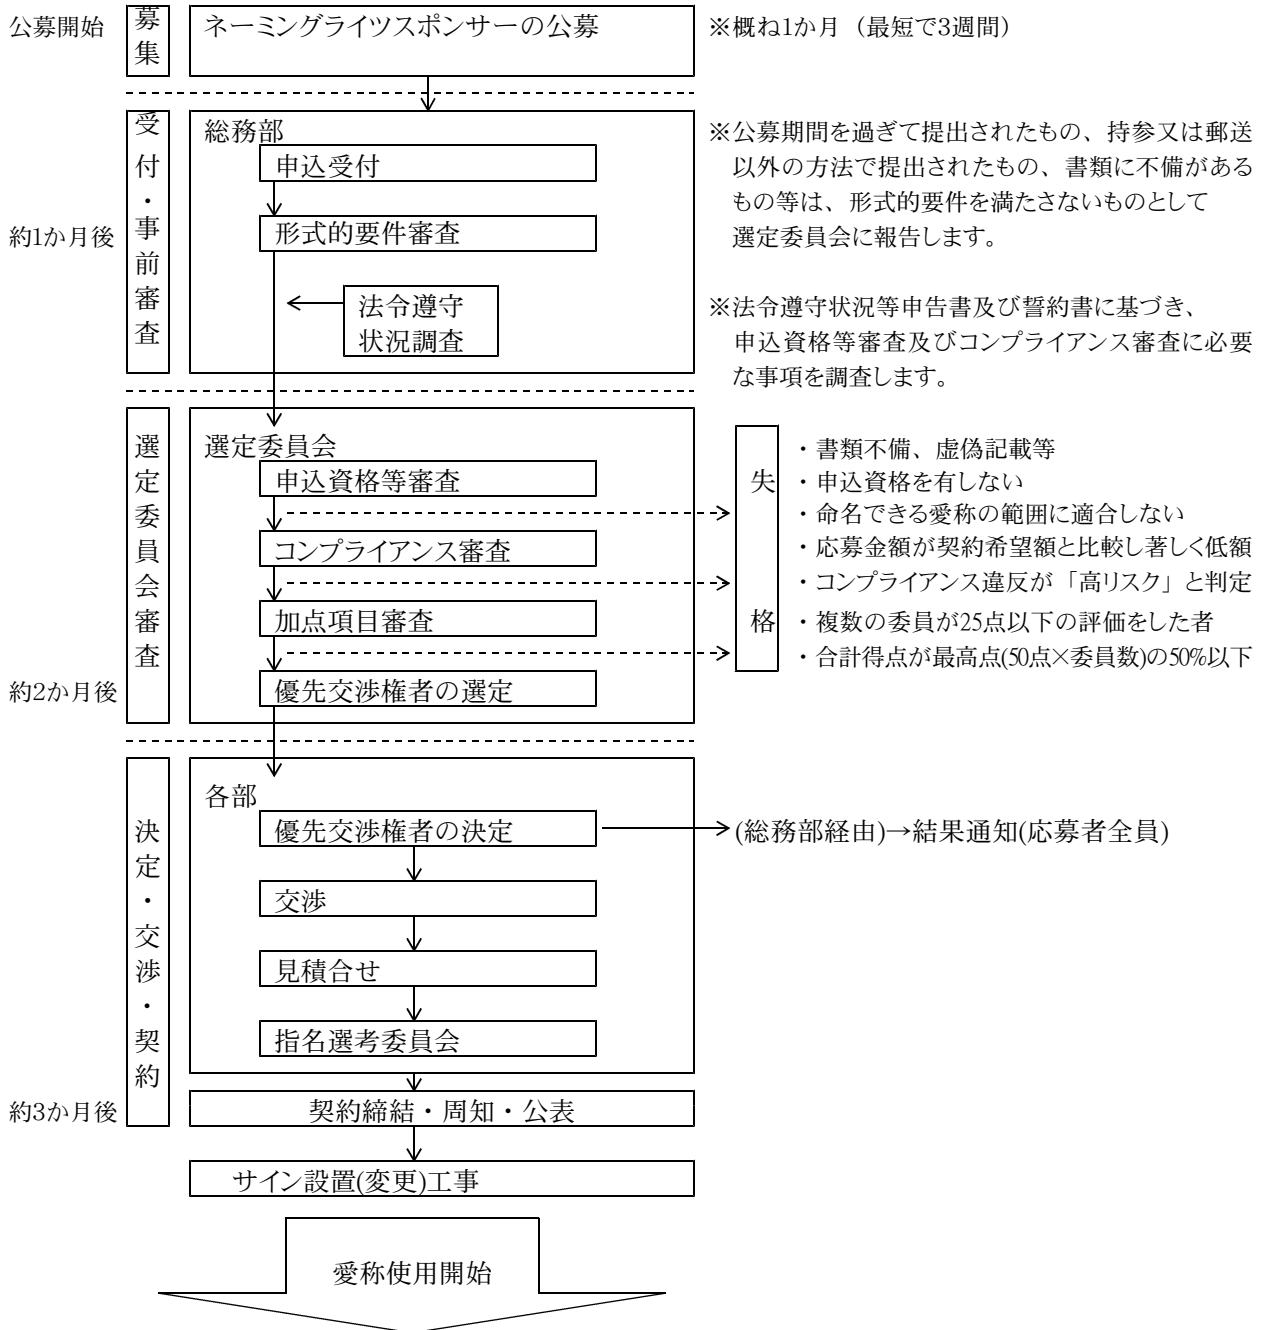 公募開始
募集
ネーミングライツスポンサーの公募
※概ね1か月（最短で3週間）
受付・事前審査
約1か月後
総務部
申込受付
形式的要件審査
法令遵守
状況調査
※公募期間を過ぎて提出されたもの、持参又は郵送
以外の方法で提出されたもの、書類に不備がある
もの等は、形式的要件を満たさないものとして
選定委員会に報告します。
※法令遵守状況等申告書及び誓約書に基づき、
申込資格等審査及びコンプライアンス審査に必要
な事項を調査します。
選定委員会審査
約2か月後
選定委員会
申込資格等審査
コンプライアンス審査
加点項目審査
優先交渉権者の選定
失格
・書類不備、虚偽記載等
・申込資格を有しない
・命名できる愛称の範囲に適合しない
・応募金額が契約希望額と比較し著しく低額
・コンプライアンス違反が「高リスク」と判定
・複数の委員が25点以下の評価をした者
・合計得点が最高点(50点×委員数)の50%以下
決定・交渉・契約
約3か月後
各部
優先交渉権者の決定
(総務部経由)→結果通知(応募者全員)
交渉
見積合せ
指名選考委員会
契約締結・周知・公表
サイン設置(変更)工事
愛称使用開始